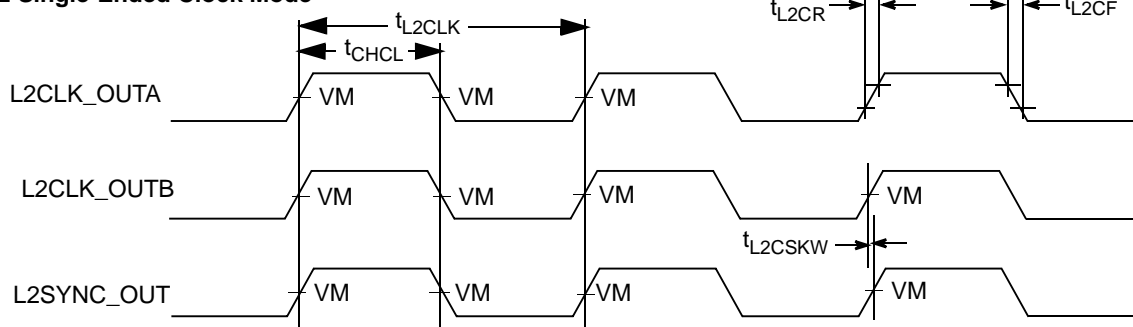 L2 Single-Ended Clock Mode
tL2CLK
tL2CR
tL2CF
tCHCL
L2CLK_OUTA
VM
VM
VM
L2CLK_OUTB
VM
VM
VM
VM
tL2CSKW
L2SYNC_OUT
VM
VM
VM
VM